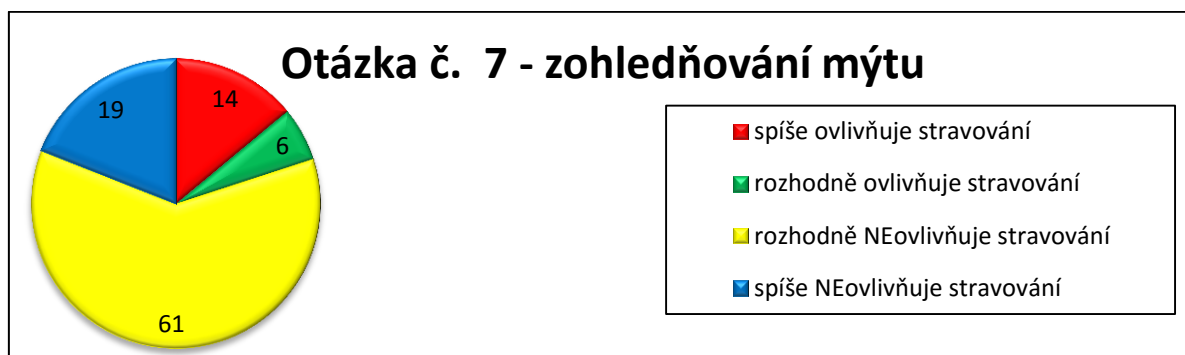 Otázka č.  7 - zohledňování mýtu
14
6
61
19
spíše ovlivňuje stravování
rozhodně ovlivňuje stravování
rozhodně NEovlivňuje stravování
spíše NEovlivňuje stravování